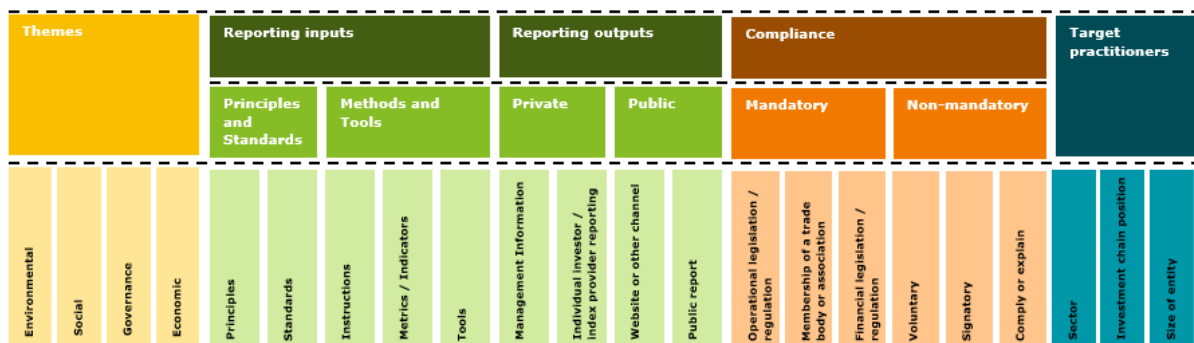 Themes
Reporting inputs
Reporting outputs
Compliance
Target
practitioners
Principles
and
Standards
Methods and
Tools
Private
Public
Mandatory
Non-mandatory
Environmental
Social
Governance
Economic
Principles
Standards
Instructions
Metrics / Indicators
Tools
Management Information
Individual investor /
index provider reporting
Website or other channel
Public report
Operational legislation /
regulation
Membership of a trade
body or association
Financial legislation /
regulation
Voluntary
Signatory
Comply or explain
Sector
Investment chain position
Size of entity